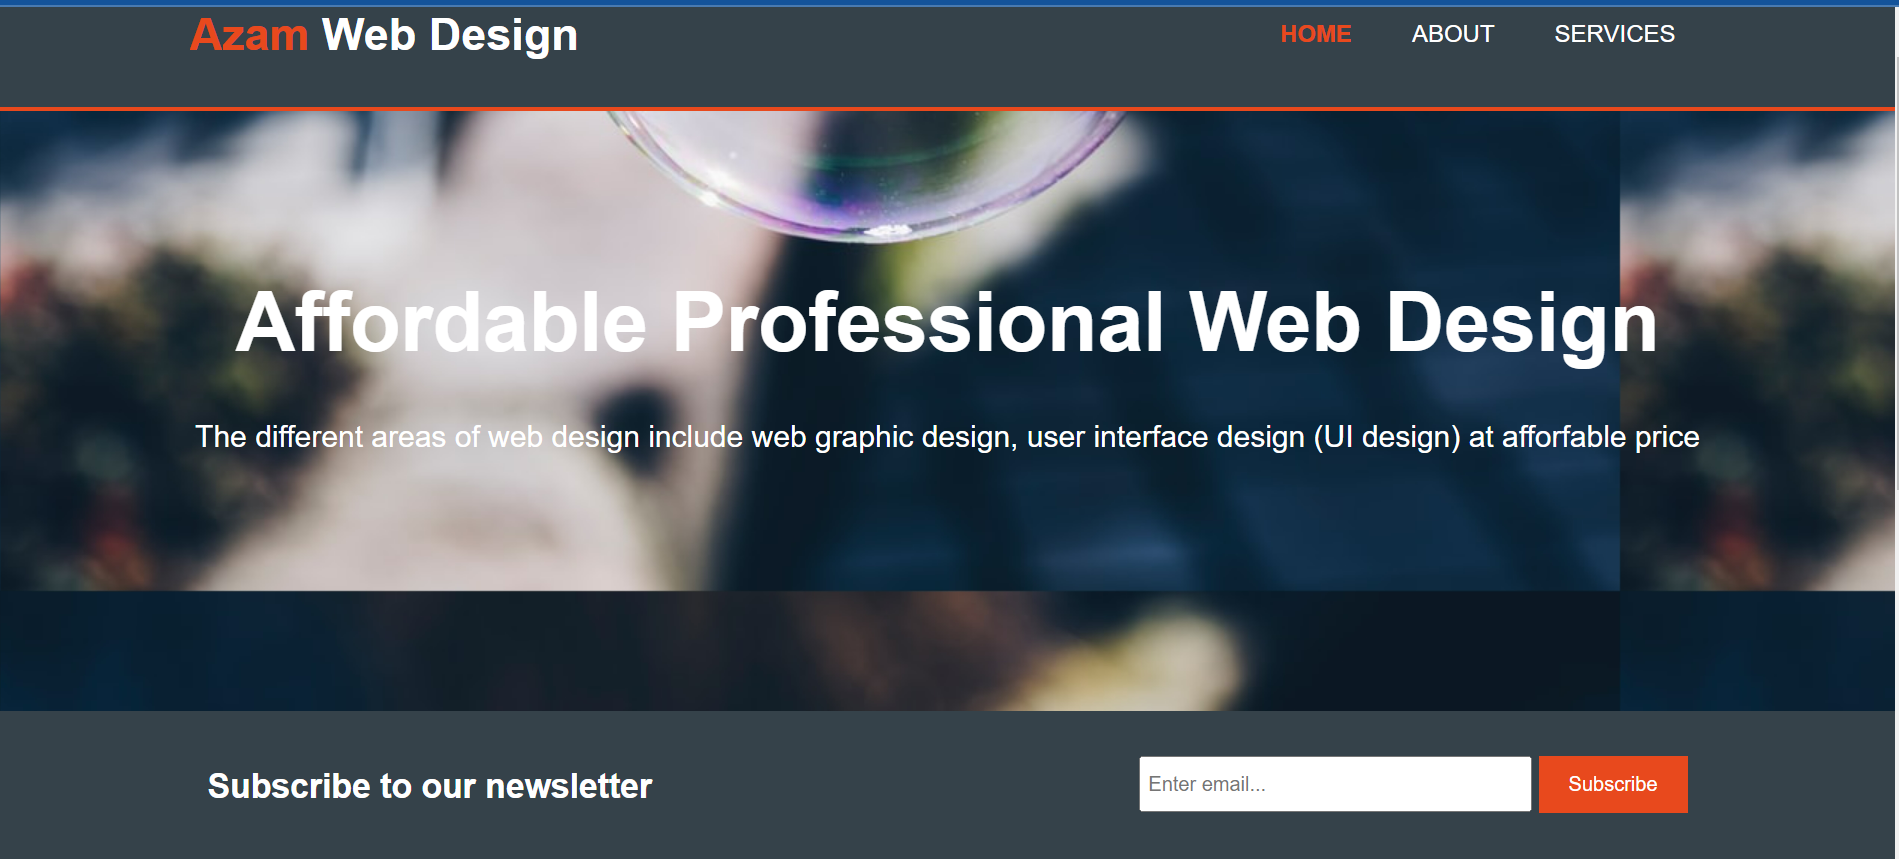 Azam Web Design
HOME ABOUT SERVICES
Affordable Professional Web Design
The different areas of web design include web graphic design, user interface design (UI design) at afforfable price
Subscribe to our newsletter
Enter email...
Subscribe